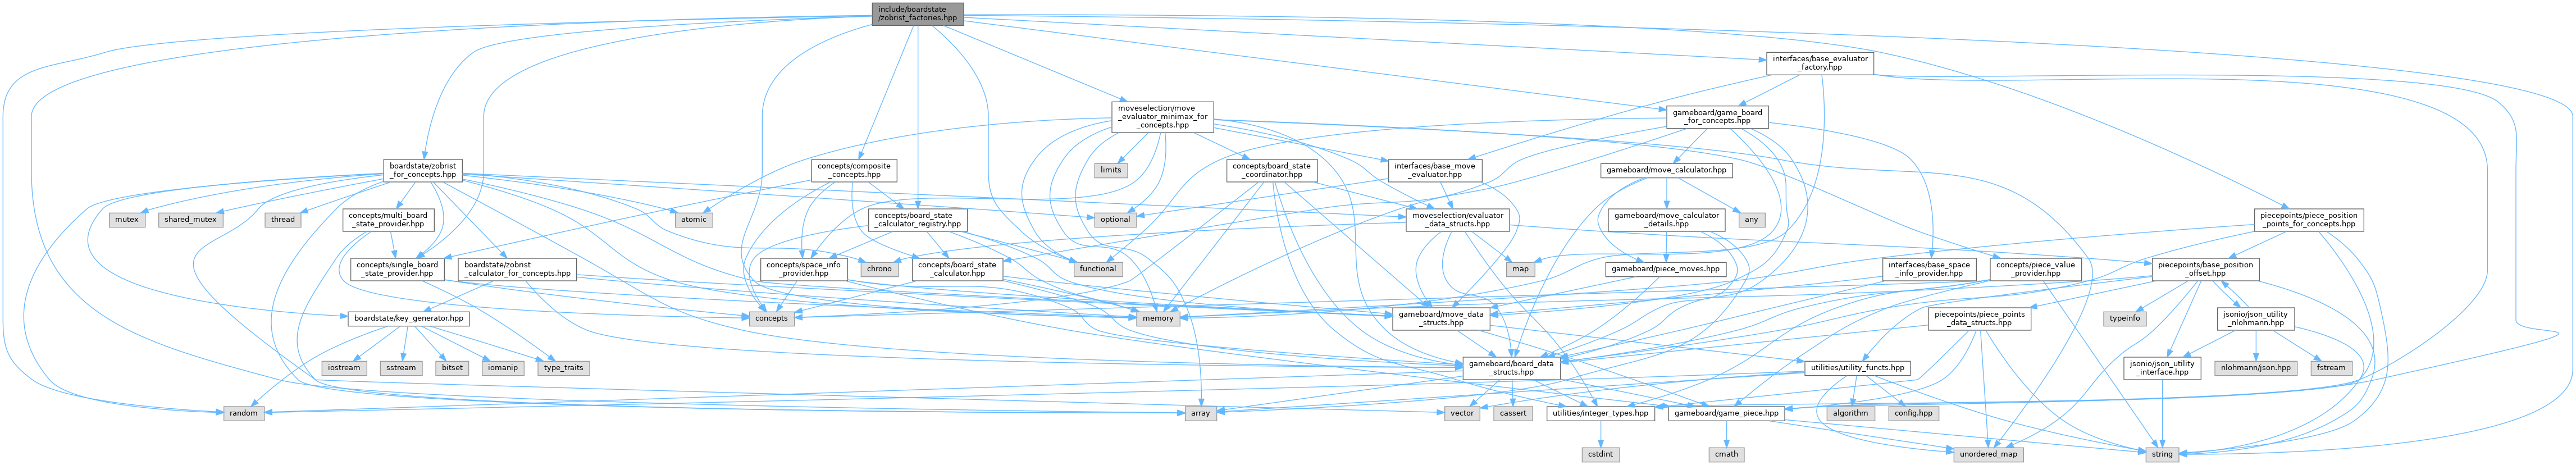 include/boardstate
/zobrist_factories.hpp
interfaces/base_evaluator
_factory.hpp
moveselection/move
_evaluator_minimax_for
_concepts.hpp
gameboard/game_board
_for_concepts.hpp
boardstate/zobrist
_for_concepts.hpp
concepts/composite
_concepts.hpp
limits
concepts/board_state
_coordinator.hpp
interfaces/base_move
_evaluator.hpp
gameboard/move_calculator.hpp
mutex
shared_mutex
thread
concepts/multi_board
_state_provider.hpp
atomic
concepts/board_state
_calculator_registry.hpp
optional
moveselection/evaluator
_data_structs.hpp
gameboard/move_calculator
_details.hpp
any
piecepoints/piece_position
_points_for_concepts.hpp
concepts/single_board
_state_provider.hpp
boardstate/zobrist
_calculator_for_concepts.hpp
concepts/space_info
_provider.hpp
chrono
concepts/board_state
_calculator.hpp
functional
map
gameboard/piece_moves.hpp
interfaces/base_space
_info_provider.hpp
concepts/piece_value
_provider.hpp
piecepoints/base_position
_offset.hpp
boardstate/key_generator.hpp
concepts
memory
gameboard/move_data
_structs.hpp
piecepoints/piece_points
_data_structs.hpp
typeinfo
jsonio/json_utility
_nlohmann.hpp
iostream
sstream
bitset
iomanip
type_traits
gameboard/board_data
_structs.hpp
utilities/utility_functs.hpp
jsonio/json_utility
_interface.hpp
nlohmann/json.hpp
fstream
random
array
vector
cassert
utilities/integer_types.hpp
gameboard/game_piece.hpp
algorithm
config.hpp
cstdint
cmath
unordered_map
string